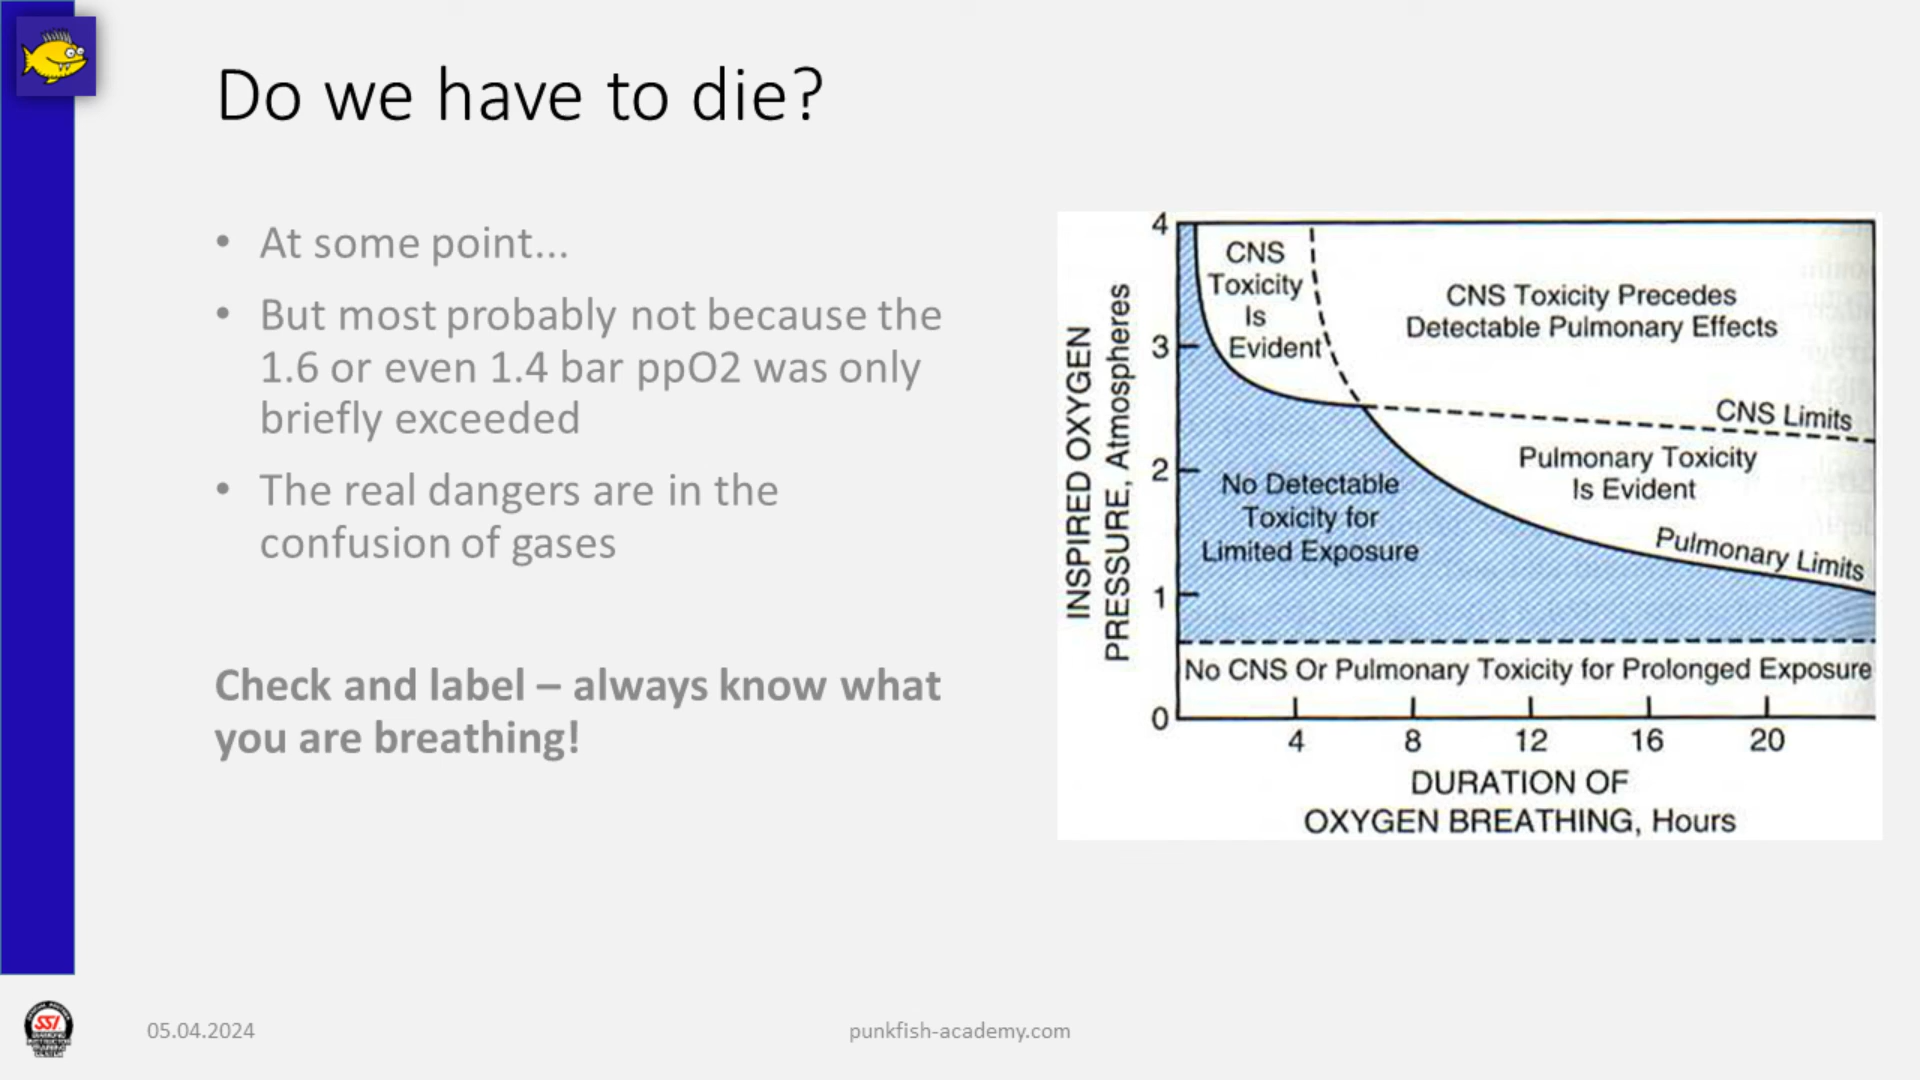 Do we have to die?
• At some point...
• But most probably not because the
1.6 or even 1.4 bar ppO2 was only
briefly exceeded
• The real dangers are in the
confusion of gases
Check and label – always know what
you are breathing!
INSPIRED OXYGEN
PRESSURE, Atmospheres
4
3
2
1
0
CNS
Toxicity
Is
Evident
CNS Toxicity Precedes
Detectable Pulmonary Effects
CNS Limits
Pulmonary Toxicity
Is Evident
No Detectable
Toxicity for
Limited Exposure
Pulmonary Limits
No CNS Or Pulmonary Toxicity for Prolonged Exposure
4 8 12 16 20
DURATION OF
OXYGEN BREATHING, Hours
SSI
05.04.2024
punkfish-academy.com